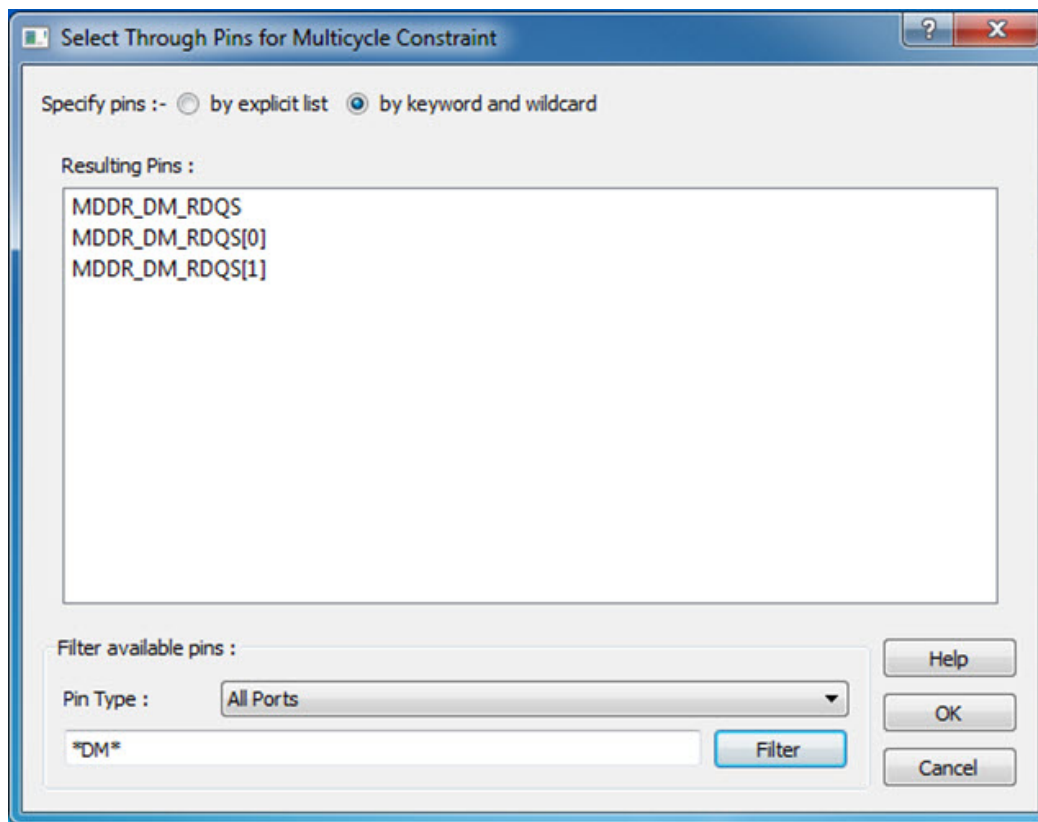 Select Through Pins for Multicycle Constraint
Specify pins :- by explicit list by keyword and wildcard
Resulting Pins :
MDDR_DM_RDQS
MDDR_DM_RDQS[0]
MDDR_DM_RDQS[1]
Filter available pins :
Help
Pin Type : All Ports
OK
*DM* Filter
Cancel